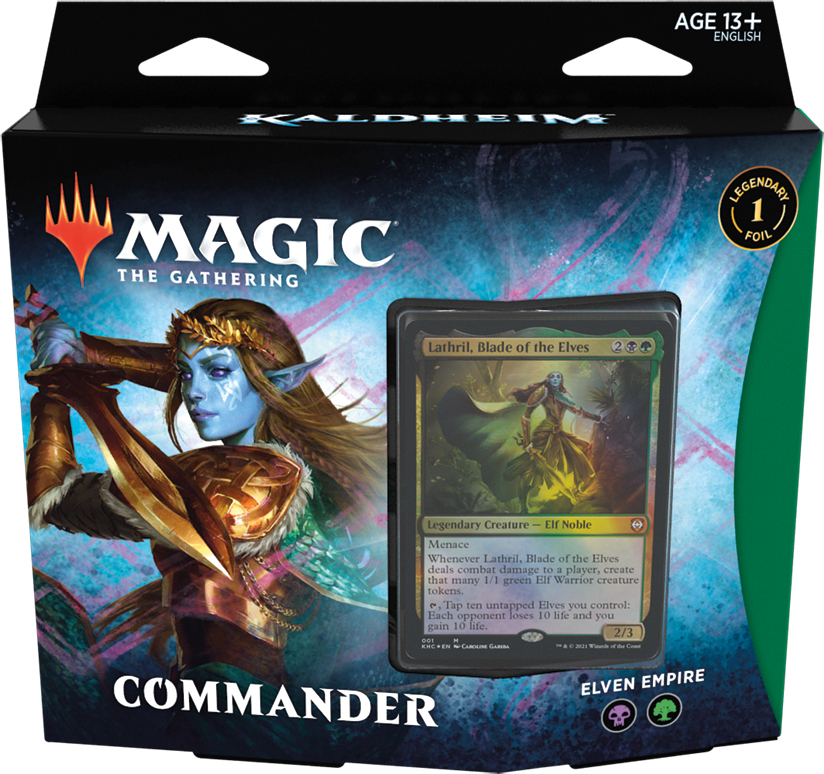 AGE 13+
ENGLISH
KALDHEIM
LEGENDARY
1
FOIL
MAGIC
THE GATHERING
Lathril, Blade of the Elves 2
Legendary Creature — Elf Noble
Menace
Whenever Lathril, Blade of the Elves
deals combat damage to a player, create
that many 1/1 green Elf Warrior creature
tokens.
, Tap ten untapped Elves you control:
Each opponent loses 10 life and you
gain 10 life.
2/3
001 M
KHC ★ EN Caroline Gariba
™ & © 2021 Wizards of the Coast
COMMANDER
ELVEN EMPIRE